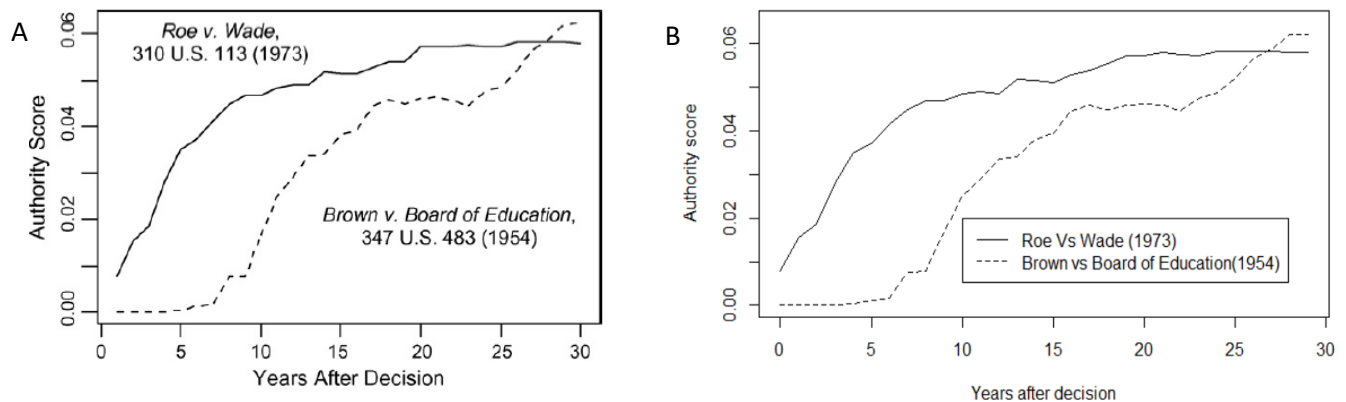 A
Roe v. Wade,
310 U.S. 113 (1973)
Brown v. Board of Education,
347 U.S. 483 (1954)
Authority Score
0.06
0.04
0.02
0.00
0 5 10 15 20 25 30
Years After Decision
B
Authority score
0.06
0.04
0.02
0.00
Roe Vs Wade (1973)
Brown vs Board of Education(1954)
0 5 10 15 20 25 30
Years after decision